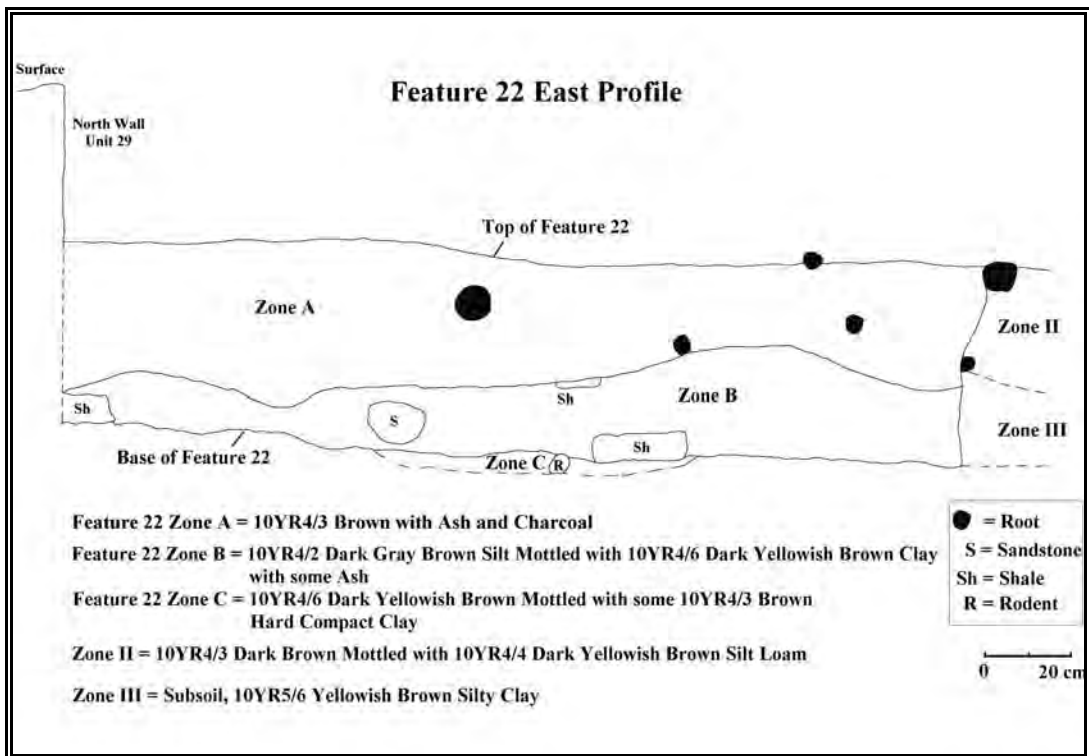 Surface
Feature 22 East Profile
North Wall
Unit 29
Top of Feature 22
Zone A
Zone II
Sh
Zone B
Sh
S
Zone III
Sh
Base of Feature 22
Zone C
R
Feature 22 Zone A = 10YR4/3 Brown with Ash and Charcoal
Feature 22 Zone B = 10YR4/2 Dark Gray Brown Silt Mottled with 10YR4/6 Dark Yellowish Brown Clay
with some Ash
Feature 22 Zone C = 10YR4/6 Dark Yellowish Brown Mottled with some 10YR4/3 Brown
Hard Compact Clay
Zone II = 10YR4/3 Dark Brown Mottled with 10YR4/4 Dark Yellowish Brown Silt Loam
Zone III = Subsoil, 10YR5/6 Yellowish Brown Silty Clay
= Root
S = Sandstone
Sh = Shale
R = Rodent
0 20 cm